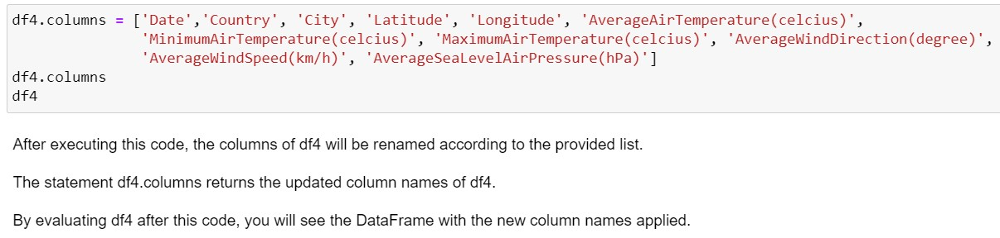 df4.columns = ['Date','Country', 'City', 'Latitude', 'Longitude', 'AverageAirTemperature(celcius)',
'MinimumAirTemperature(celcius)', 'MaximumAirTemperature(celcius)', 'AverageWindDirection(degree)',
'AverageWindSpeed(km/h)', 'AverageSeaLevelAirPressure(hPa)']
df4.columns
df4
After executing this code, the columns of df4 will be renamed according to the provided list.
The statement df4.columns returns the updated column names of df4.
By evaluating df4 after this code, you will see the DataFrame with the new column names applied.